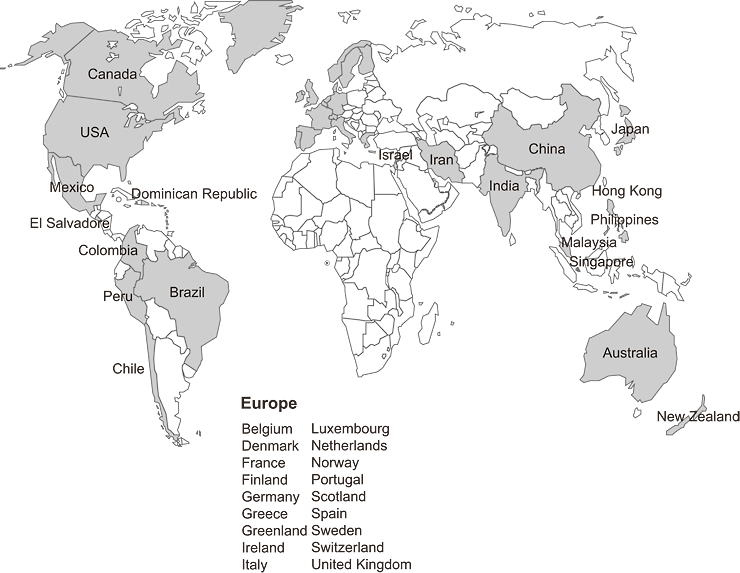 Canada
USA
Mexico
Dominican Republic
El Salvadore
Colombia
Peru
Brazil
Chile
Israel
Iran
China
Japan
India
Hong Kong
Philippines
Malaysia
Singapore
Australia
New Zealand
Europe
Belgium Luxembourg
Denmark Netherlands
France Norway
Finland Portugal
Germany Scotland
Greece Spain
Greenland Sweden
Ireland Switzerland
Italy United Kingdom